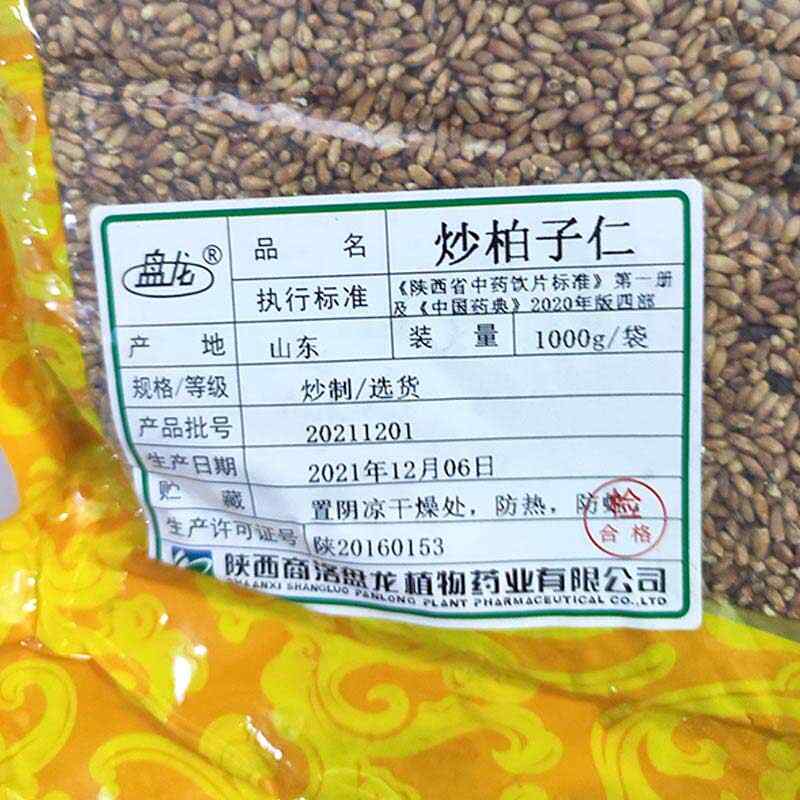 盘龙®
品 名 炒柏子仁
执行标准 《陕西省中药饮片标准》第一册
及《中国药典》2020年版四部
产 地 山东 装 量 1000g/袋
规格/等级 炒制/选货
产品批号 20211201
生产日期 2021年12月06日
贮 藏 置阴凉干燥处，防热，防蛀
检
合格
生产许可证号 陕20160153
陕西商洛盘龙植物药业有限公司
SHAANXI SHANGLUO PANLONG PLANT PHARMACEUTICAL CO.,LTD